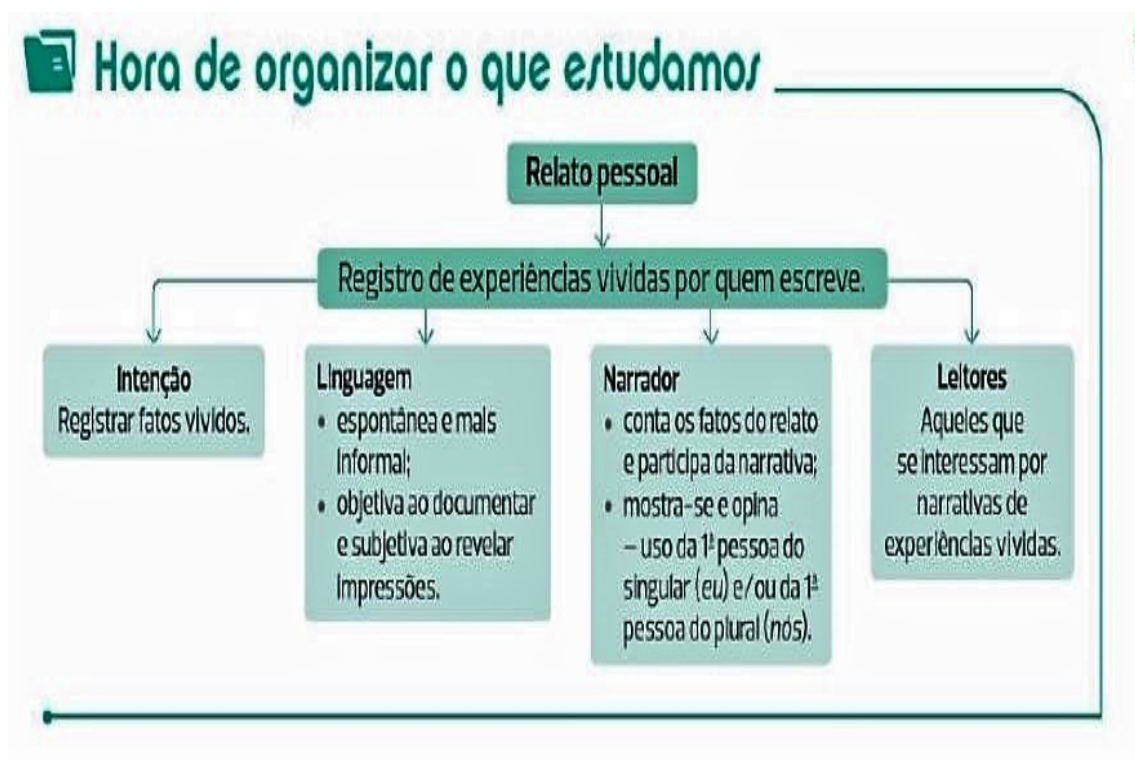 Hora de organizar o que estudamos
Relato pessoal
Registro de experiências vividas por quem escreve.
Intenção
Registrar fatos vividos.
Linguagem
• espontânea e mais
informal;
• objetiva ao documentar
e subjetiva ao revelar
impressões.
Narrador
• conta os fatos do relato
e participa da narrativa;
• mostra-se e opina
– uso da 1ª pessoa do
singular (eu) e/ou da 1ª
pessoa do plural (nós).
Leitores
Aqueles que
se interessam por
narrativas de
experiências vividas.